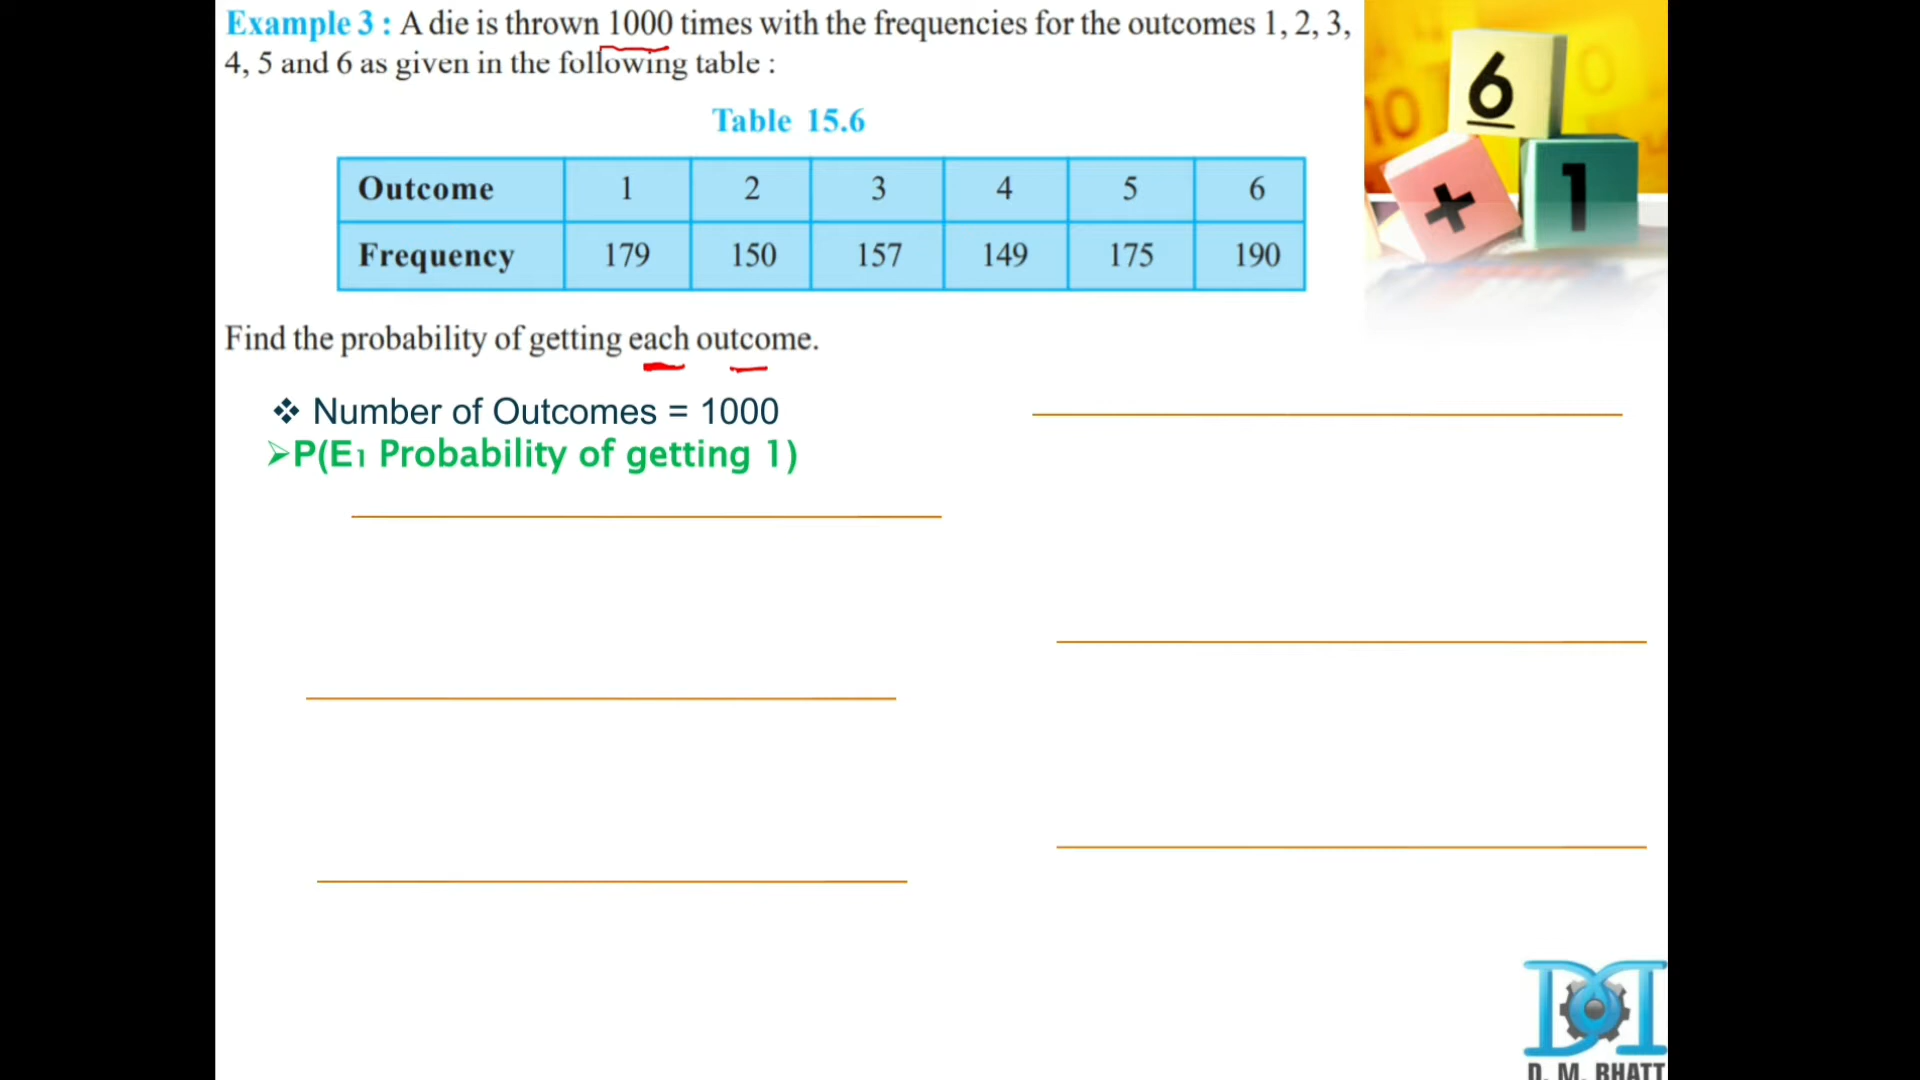 Example 3 : A die is thrown 1000 times with the frequencies for the outcomes 1, 2, 3,
4, 5 and 6 as given in the following table :
Table 15.6
Outcome 1 2 3 4 5 6
Frequency 179 150 157 149 175 190
Find the probability of getting each outcome.
❖ Number of Outcomes = 1000
➢P(E₁ Probability of getting 1)
6
10
+
1
D. M. BHATT